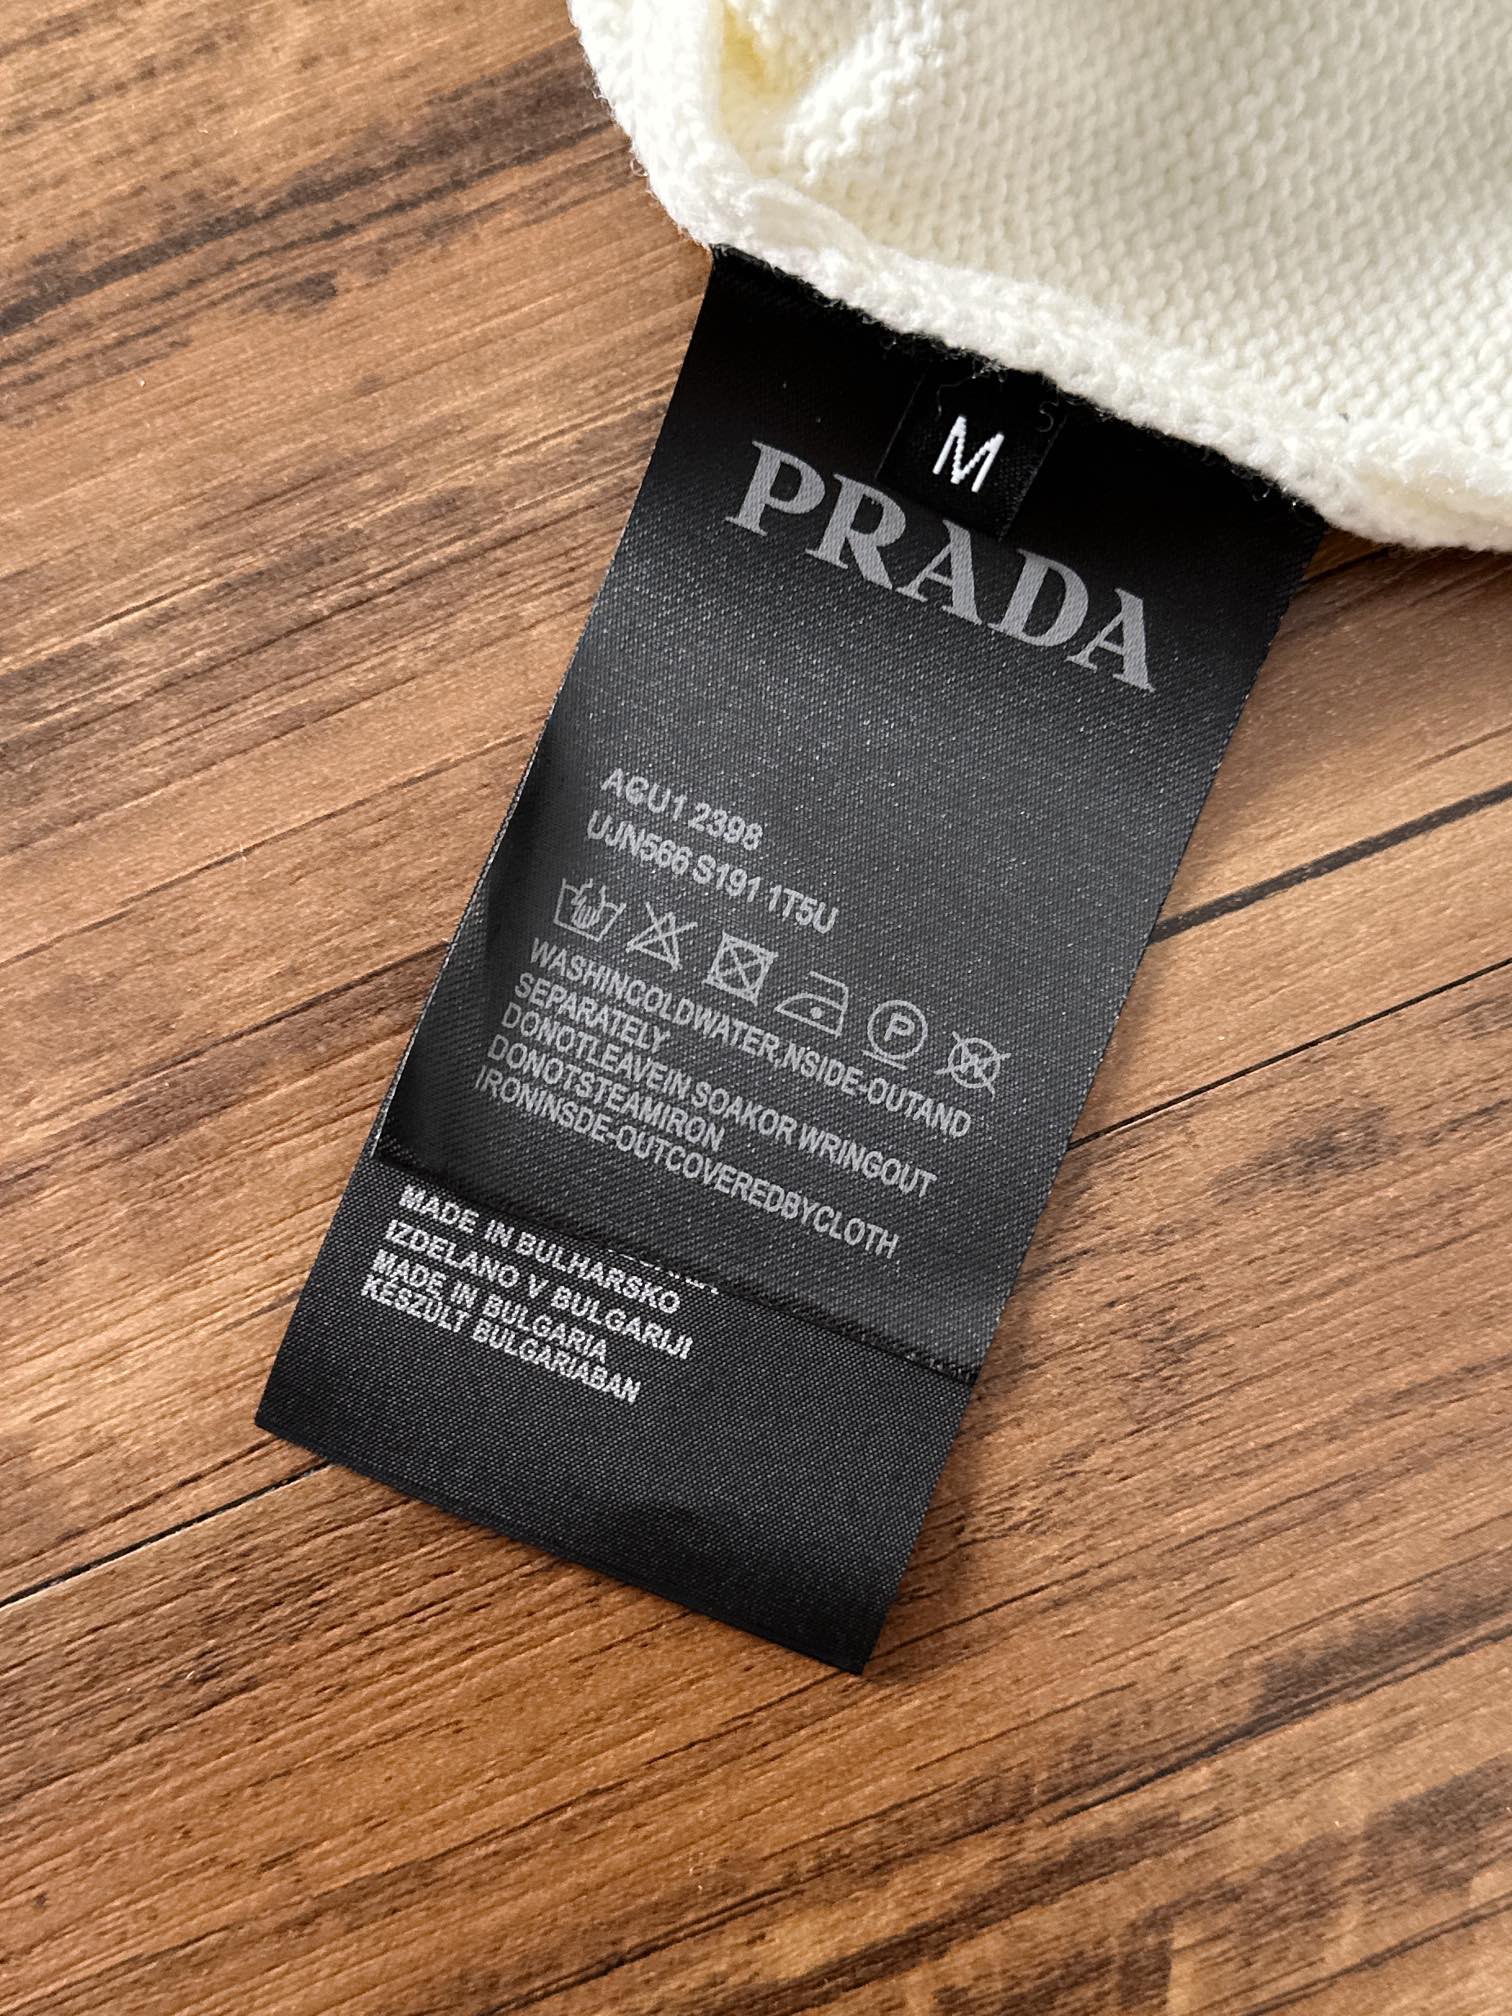 M
PRADA
AGU1 2398
UJN566 S191 1T5U
P
W
WASHINCOLDWATER,NSIDE-OUTAND
SEPARATELY
DONOTLEAVEIN SOAKOR WRINGOUT
DONOTSTEAMIRON
IRONINSDE-OUTCOVEREDBYCLOTH
MADE IN BULHARSKO
IZDELANO V BULGARIJI
MADE IN BULGARIA
KESZULT BULGARIABAN